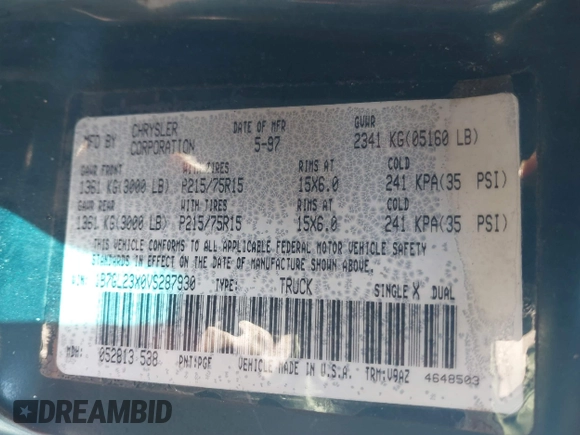 MFD BY CHRYSLER CORPORATION DATE OF MFR 5-97 GVWR 2341 KG(05160 LB)
GAWR FRONT WITH TIRES RIMS AT COLD
1361 KG(3000 LB) P215/75R15 15X6.0 241 KPA(35 PSI)
GAWR REAR WITH TIRES RIMS AT COLD
1361 KG(3000 LB) P215/75R15 15X6.0 241 KPA(35 PSI)
THIS VEHICLE CONFORMS TO ALL APPLICABLE FEDERAL MOTOR VEHICLE SAFETY
STANDARDS IN EFFECT ON THE DATE OF MANUFACTURE SHOWN ABOVE.
1B7GL23X0VS287930 TYPE: TRUCK SINGLE X DUAL
MDH: 052813 538 PNT:PGF VEHICLE MADE IN U.S.A. TRM:V9AZ 4648503
DREAMBID